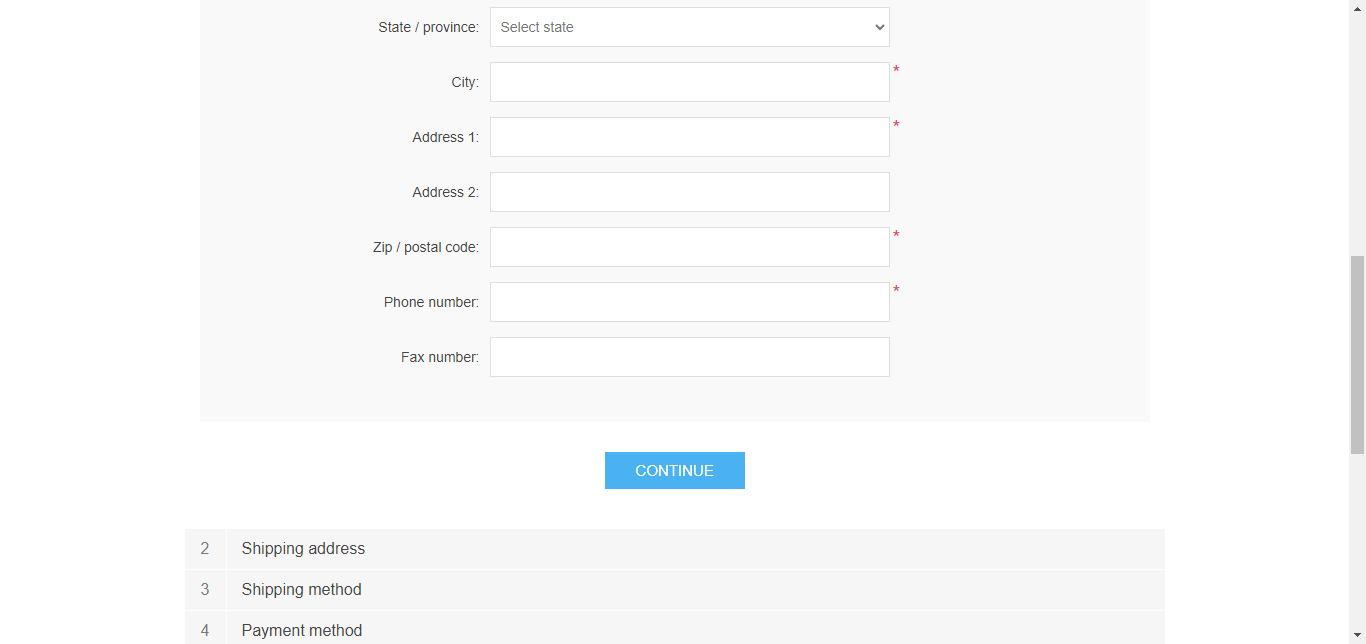 State / province: Select state
City: *
Address 1: *
Address 2:
Zip / postal code: *
Phone number: *
Fax number:
CONTINUE
2 Shipping address
3 Shipping method
4 Payment method